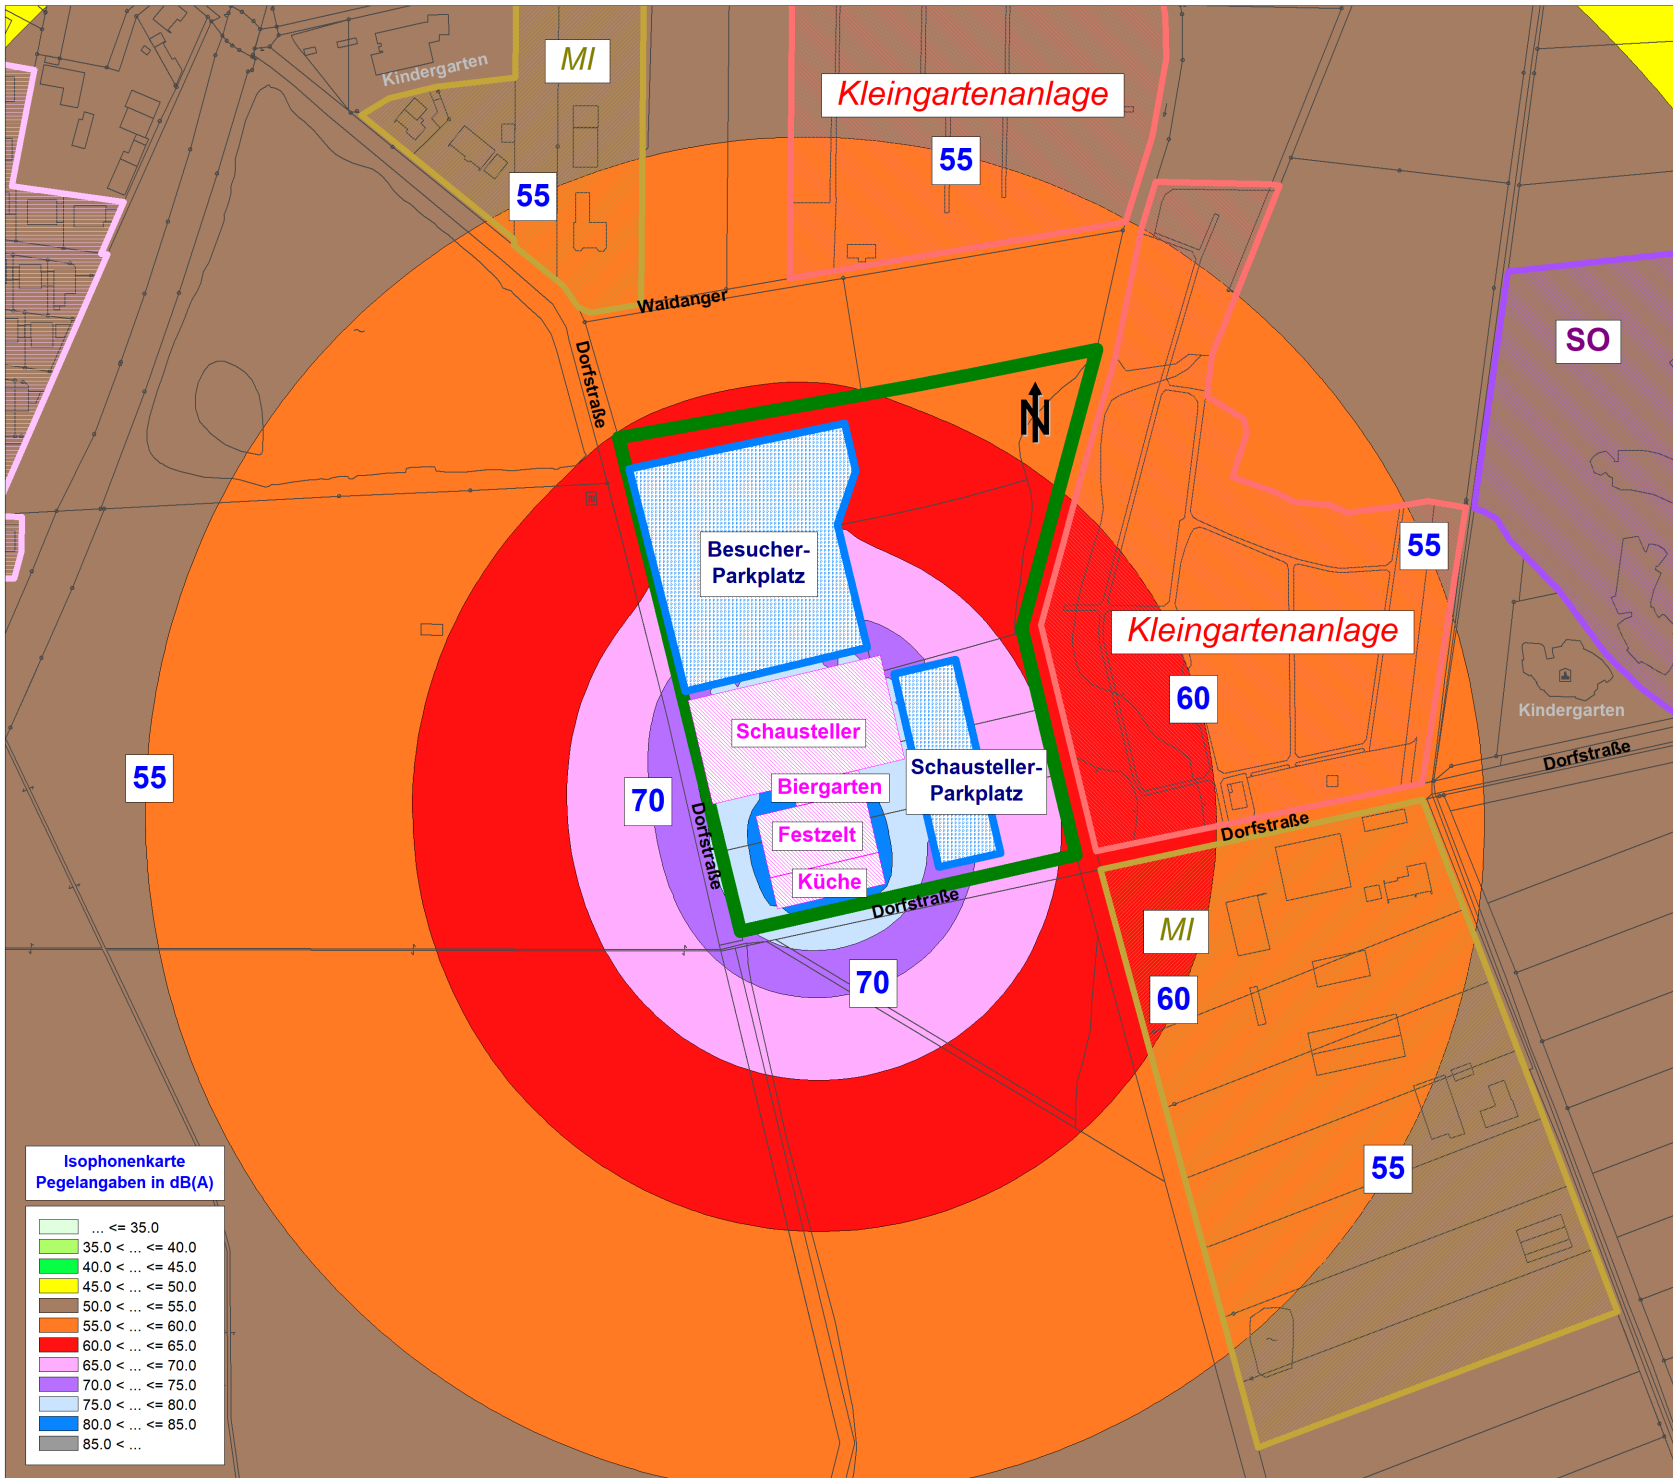 MI
Kindergarten
Kleingartenanlage
55
55
Waidanger
Dorfstraße
N
SO
Besucher-
Parkplatz
55
Kleingartenanlage
60
Kindergarten
Schausteller
Dorfstraße
55
Schausteller-
Parkplatz
Biergarten
70
Festzelt
Dorfstraße
Dorfstraße
Küche
Dorfstraße
MI
70
60
55
Isophonenkarte
Pegelangaben in dB(A)
... <= 35.0
35.0 < ... <= 40.0
40.0 < ... <= 45.0
45.0 < ... <= 50.0
50.0 < ... <= 55.0
55.0 < ... <= 60.0
60.0 < ... <= 65.0
65.0 < ... <= 70.0
70.0 < ... <= 75.0
75.0 < ... <= 80.0
80.0 < ... <= 85.0
85.0 < ...